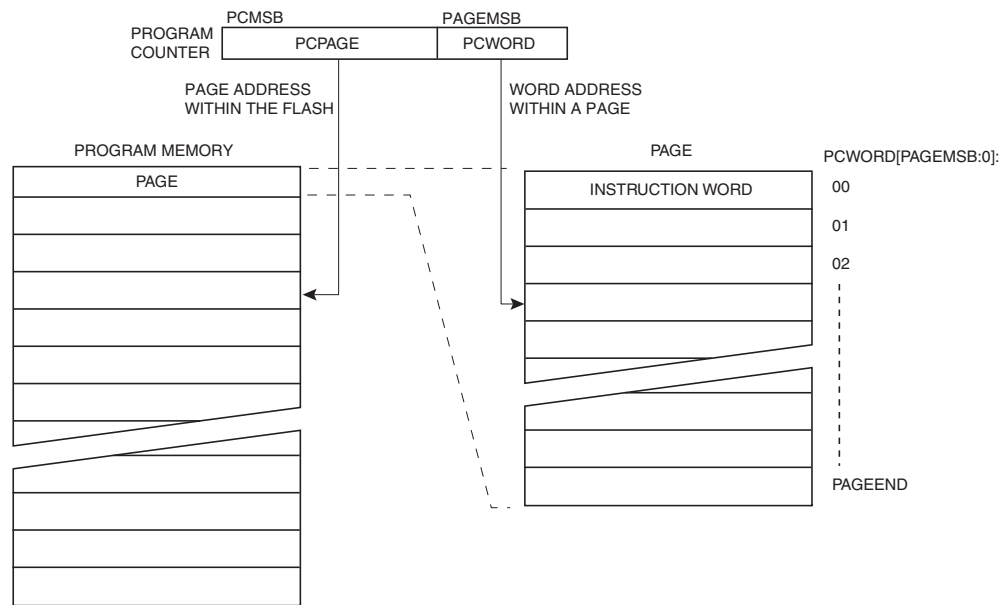 PCMSB
PAGEMSB
PROGRAM
COUNTER
PCPAGE
PCWORD
PAGE ADDRESS
WITHIN THE FLASH
WORD ADDRESS
WITHIN A PAGE
PROGRAM MEMORY
PAGE
PAGE
INSTRUCTION WORD
PCWORD[PAGEMSB:0]:
00
01
02
PAGEEND